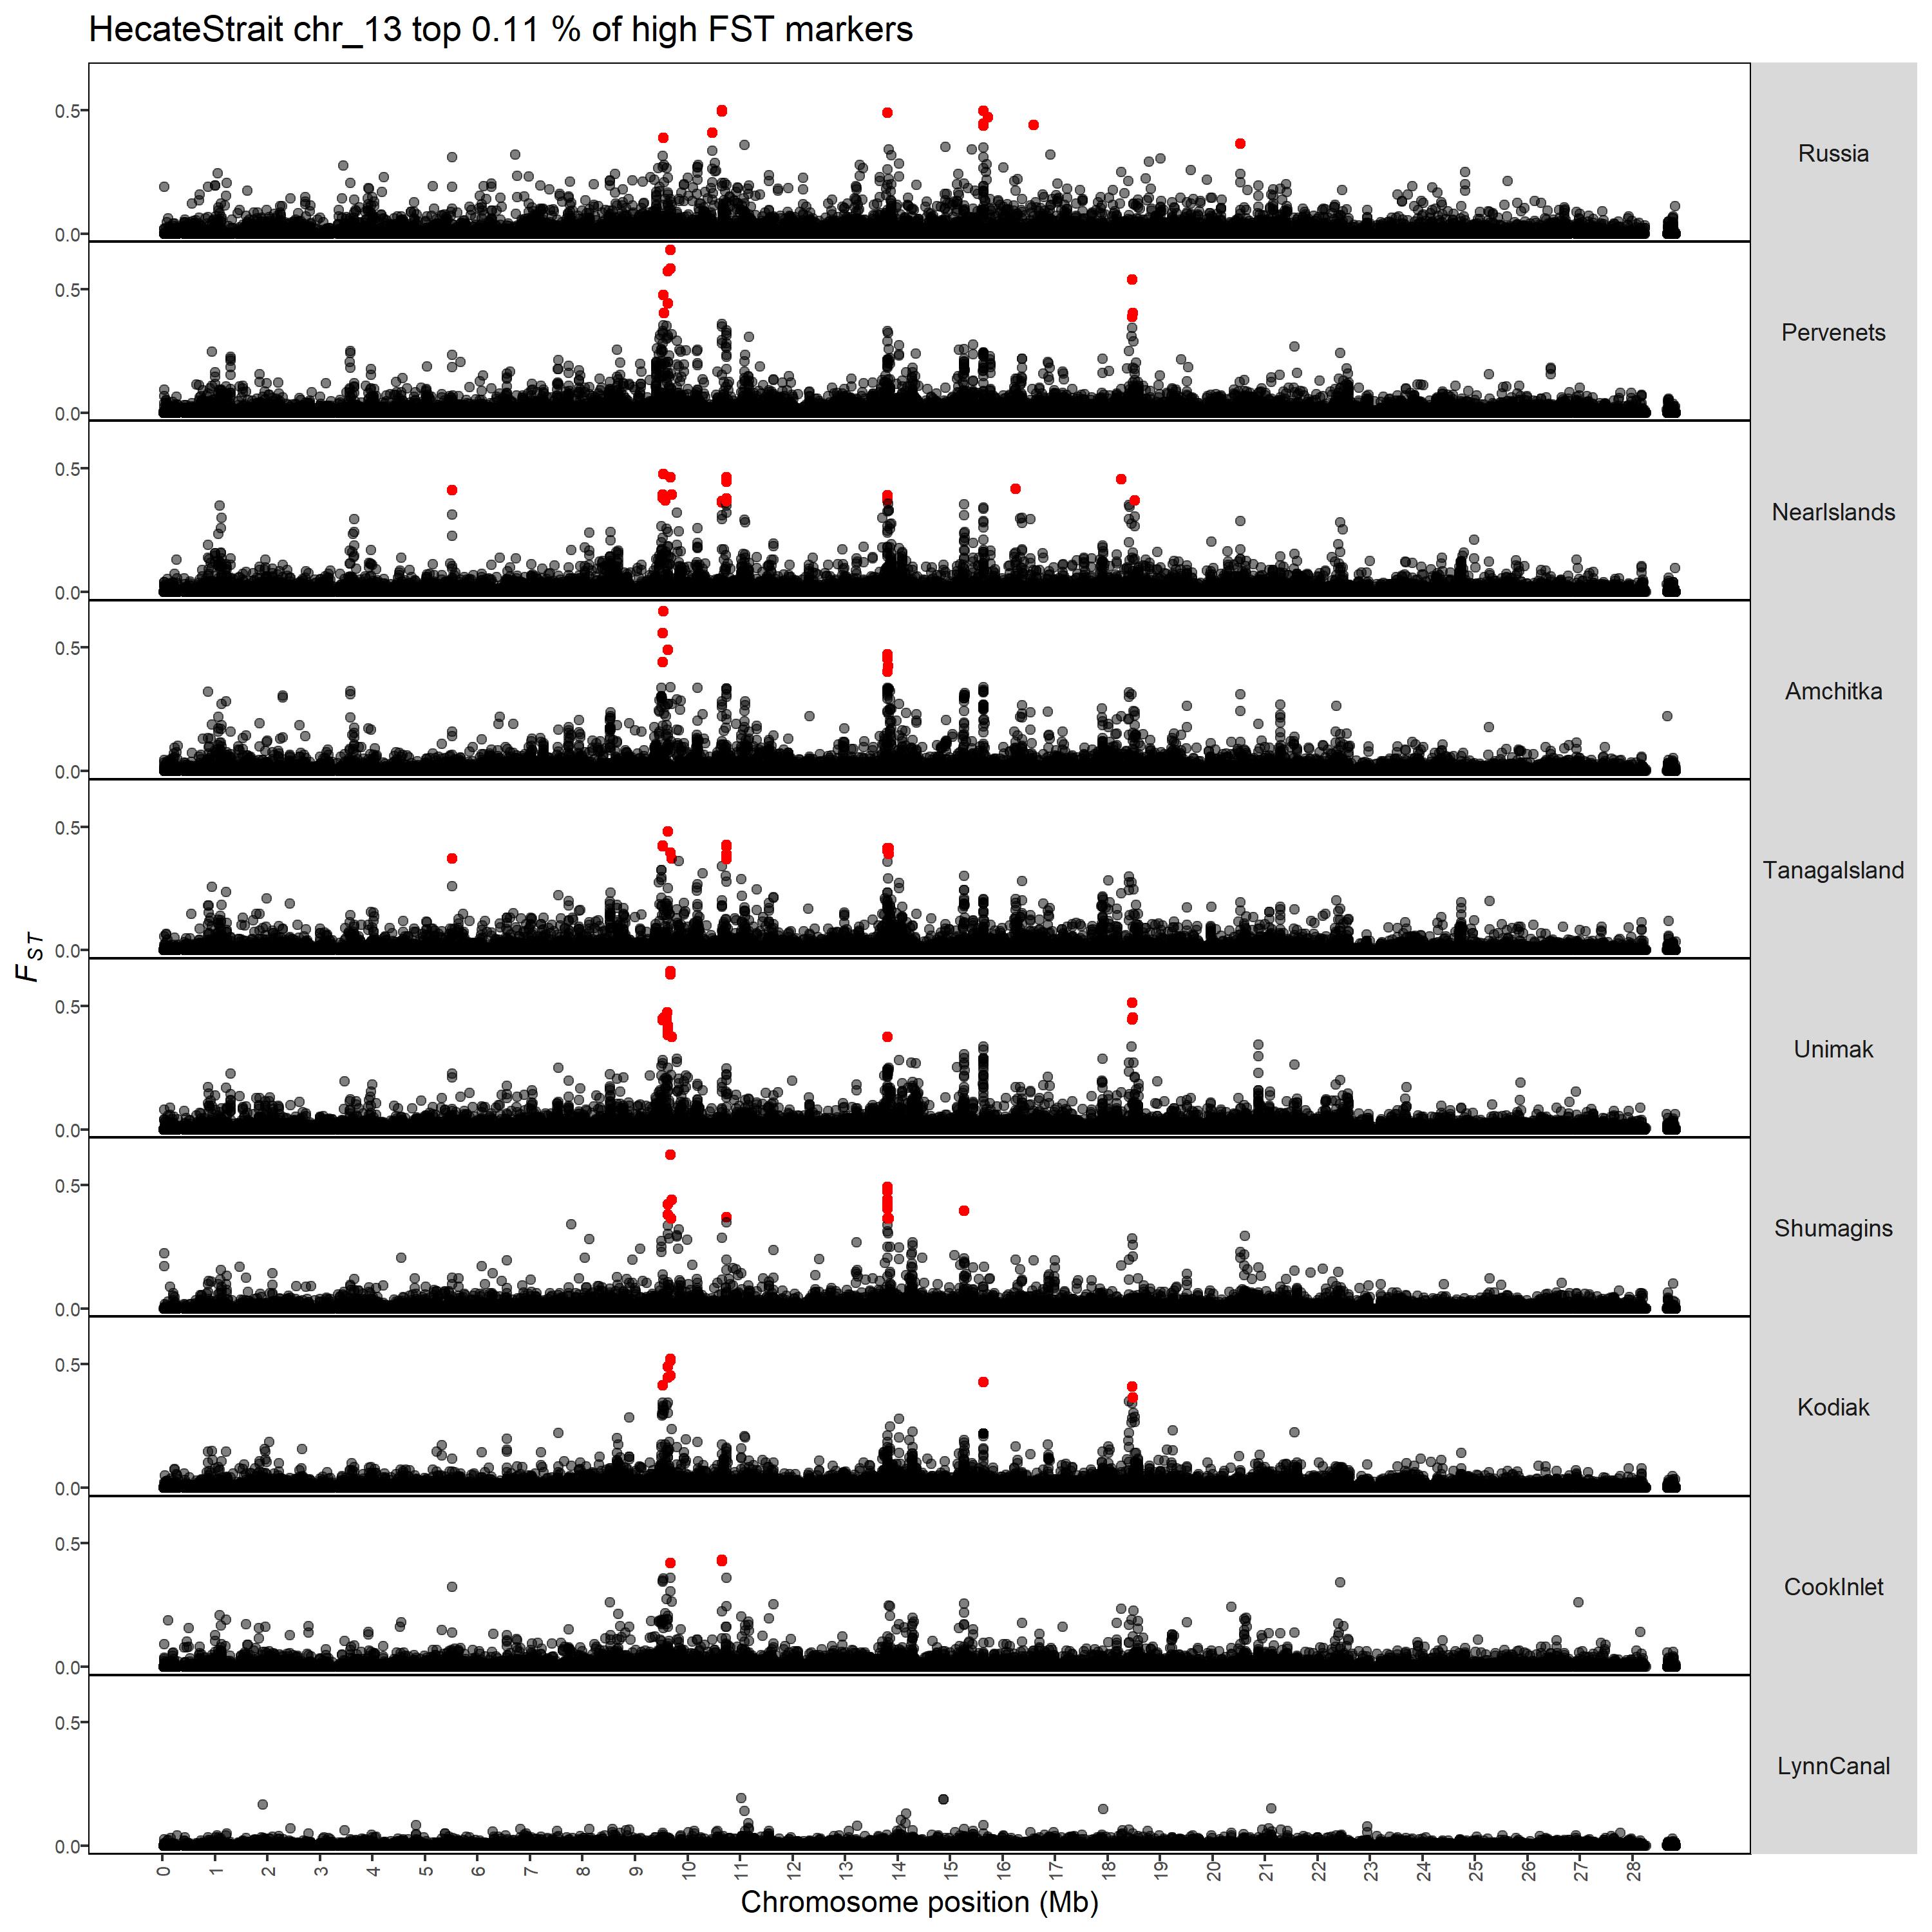 HecateStrait chr_13 top 0.11 % of high FST markers
0.5
0.0
Russia
0.5
0.0
Pervenets
0.5
0.0
NearIslands
0.5
0.0
Amchitka
0.5
0.0
TanagaIsland
0.5
0.0
Unimak
0.5
0.0
Shumagins
0.5
0.0
Kodiak
0.5
0.0
CookInlet
0.5
0.0
LynnCanal
FST
0 1 2 3 4 5 6 7 8 9 10 11 12 13 14 15 16 17 18 19 20 21 22 23 24 25 26 27 28
Chromosome position (Mb)